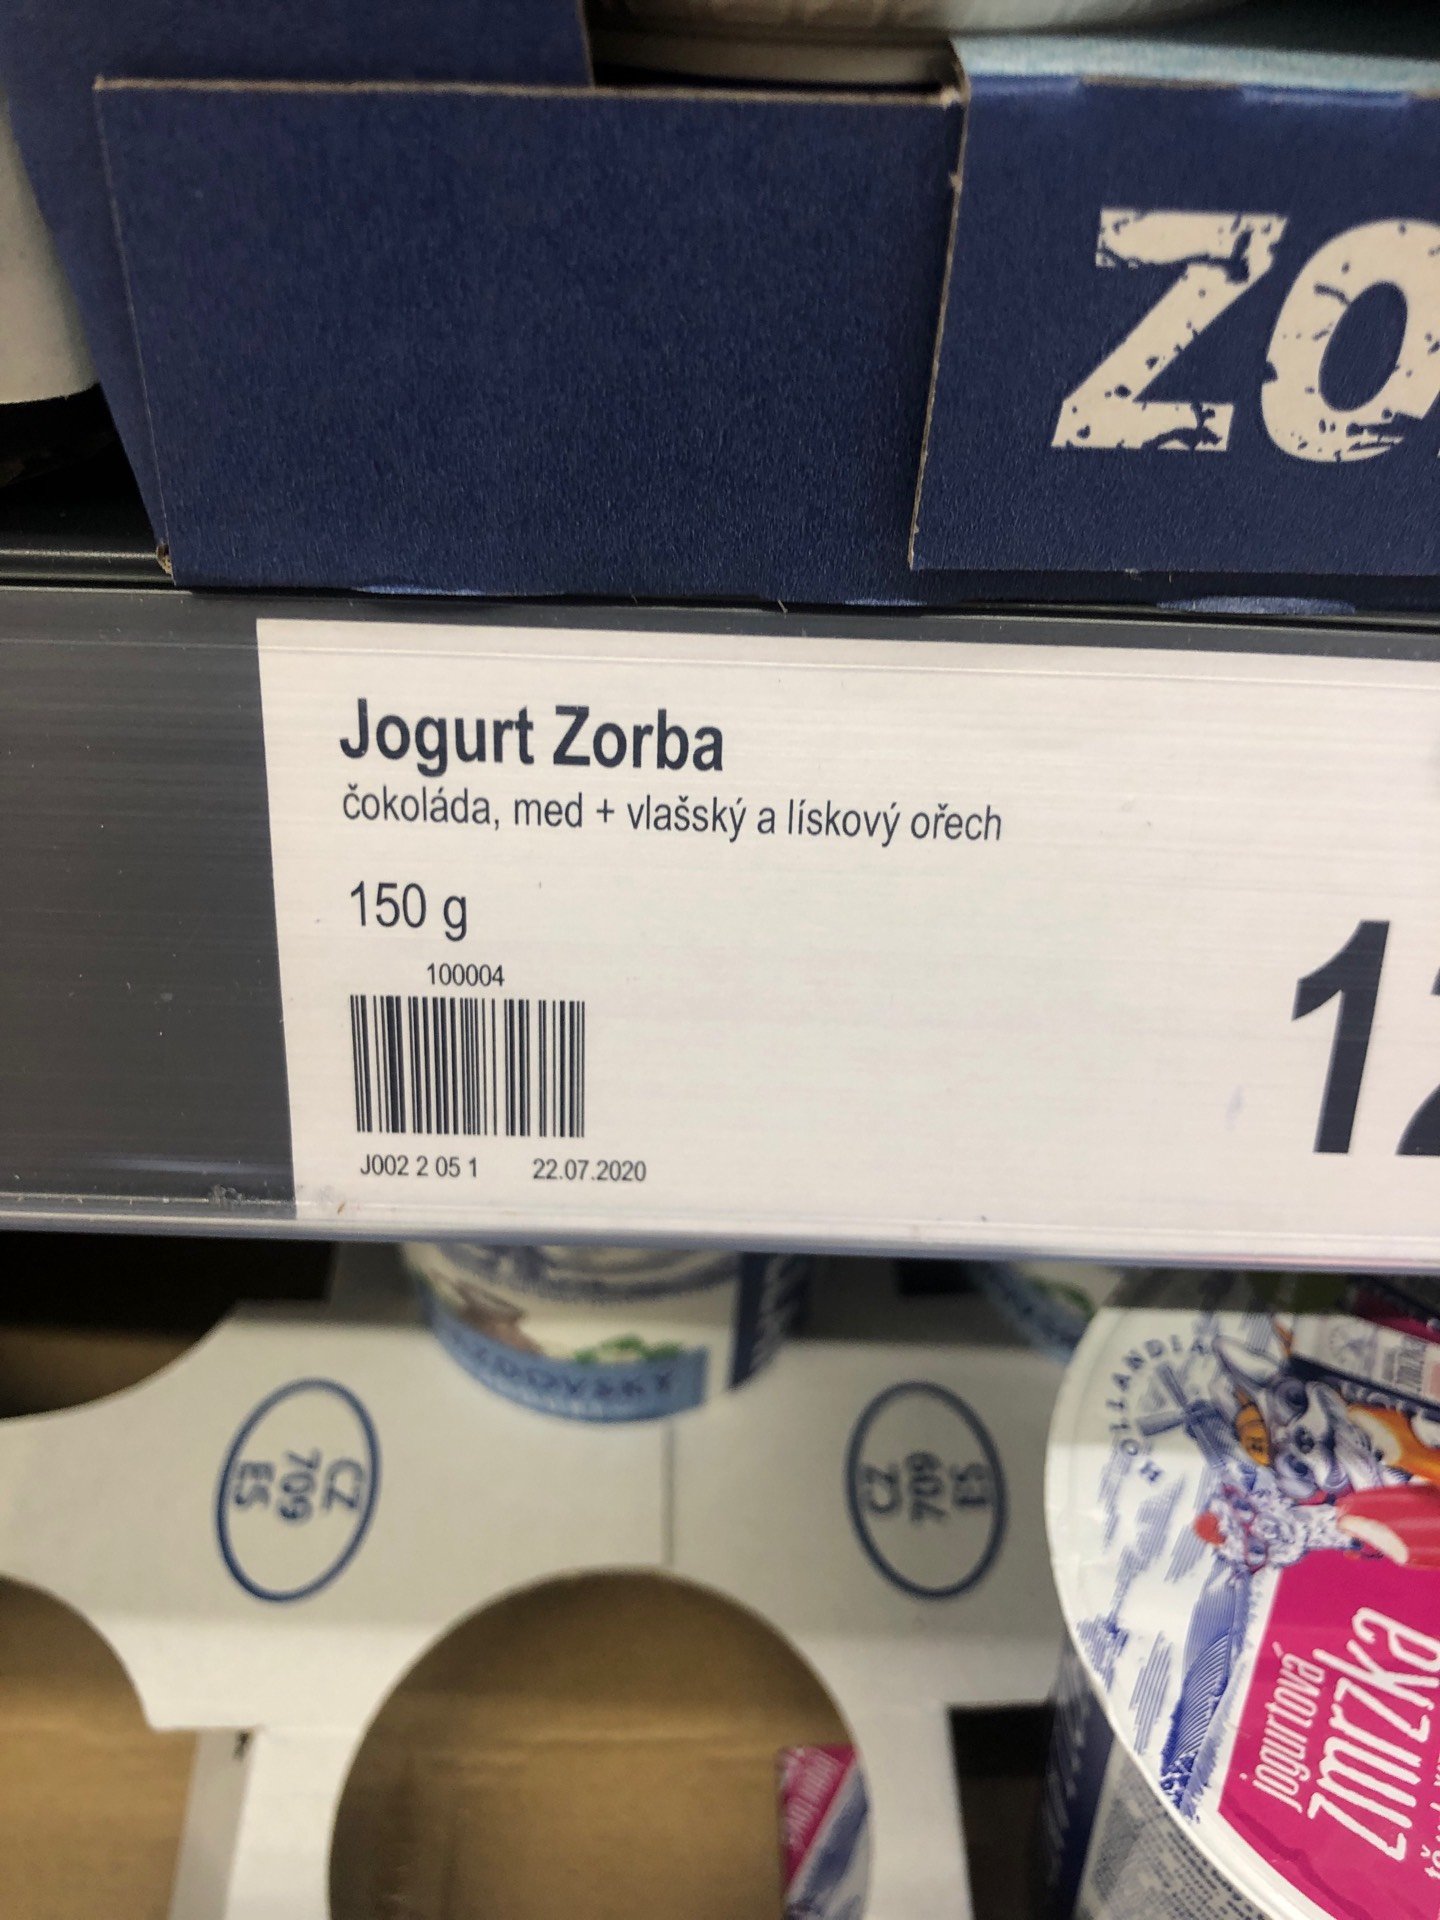 ZO
Jogurt Zorba
čokoláda, med + vlašský a lískový ořech
150 g
100004
12
J002 2 05 1 22.07.2020
CZ
709
ES
CZ
709
ES
HOLLANDIA
jogurtová
zmrzka